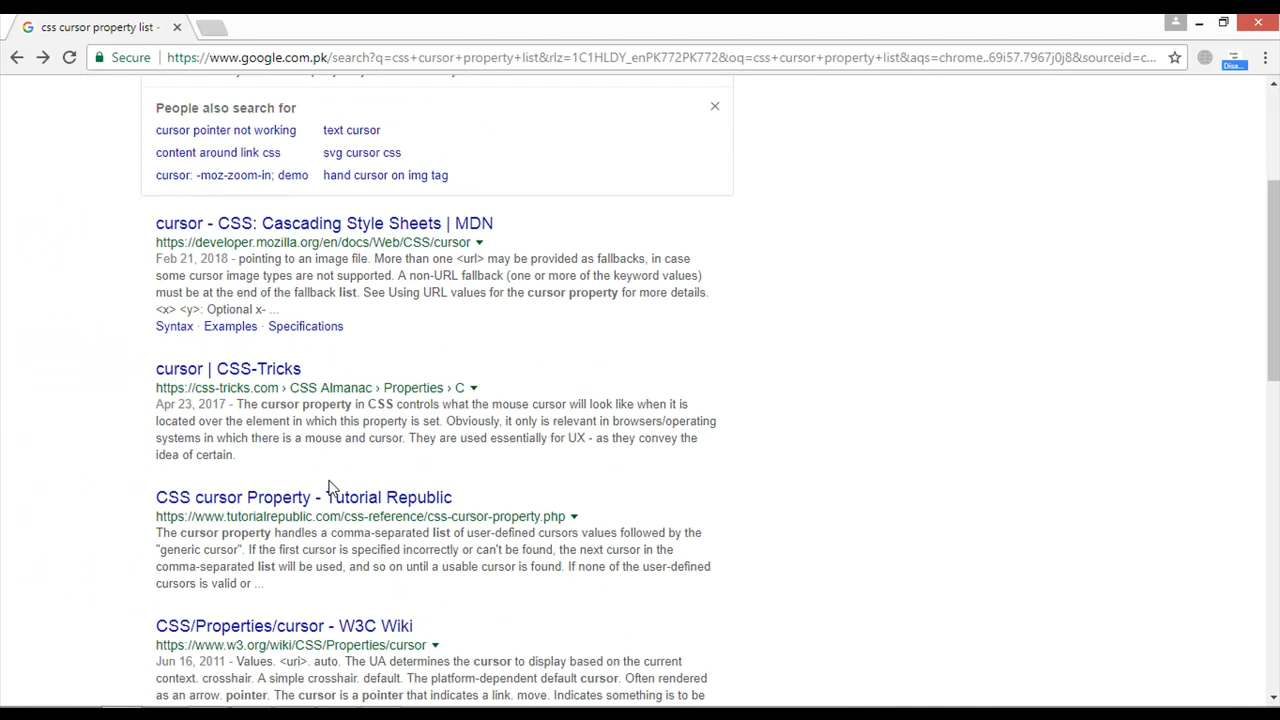 css cursor property list -
Secure https://www.google.com.pk/search?q=css+cursor+property+list&rlz=1C1HLDY_enPK772PK772&oq=css+cursor+property+list&aqs=chrome..69i57.7967j0j8&sourceid=c...
Disa...
People also search for
cursor pointer not working text cursor
content around link css svg cursor css
cursor: -moz-zoom-in; demo hand cursor on img tag
cursor - CSS: Cascading Style Sheets | MDN
https://developer.mozilla.org/en/docs/Web/CSS/cursor
Feb 21, 2018 - pointing to an image file. More than one <url> may be provided as fallbacks, in case
some cursor image types are not supported. A non-URL fallback (one or more of the keyword values)
must be at the end of the fallback list. See Using URL values for the cursor property for more details.
<x> <y>: Optional x- ...
Syntax · Examples · Specifications
cursor | CSS-Tricks
https://css-tricks.com › CSS Almanac › Properties › C
Apr 23, 2017 - The cursor property in CSS controls what the mouse cursor will look like when it is
located over the element in which this property is set. Obviously, it only is relevant in browsers/operating
systems in which there is a mouse and cursor. They are used essentially for UX - as they convey the
idea of certain.
CSS cursor Property - Tutorial Republic
https://www.tutorialrepublic.com/css-reference/css-cursor-property.php
The cursor property handles a comma-separated list of user-defined cursors values followed by the
"generic cursor". If the first cursor is specified incorrectly or can't be found, the next cursor in the
comma-separated list will be used, and so on until a usable cursor is found. If none of the user-defined
cursors is valid or ...
CSS/Properties/cursor - W3C Wiki
https://www.w3.org/wiki/CSS/Properties/cursor
Jun 16, 2011 - Values. <uri>. auto. The UA determines the cursor to display based on the current
context. crosshair. A simple crosshair. default. The platform-dependent default cursor. Often rendered
as an arrow. pointer. The cursor is a pointer that indicates a link. move. Indicates something is to be